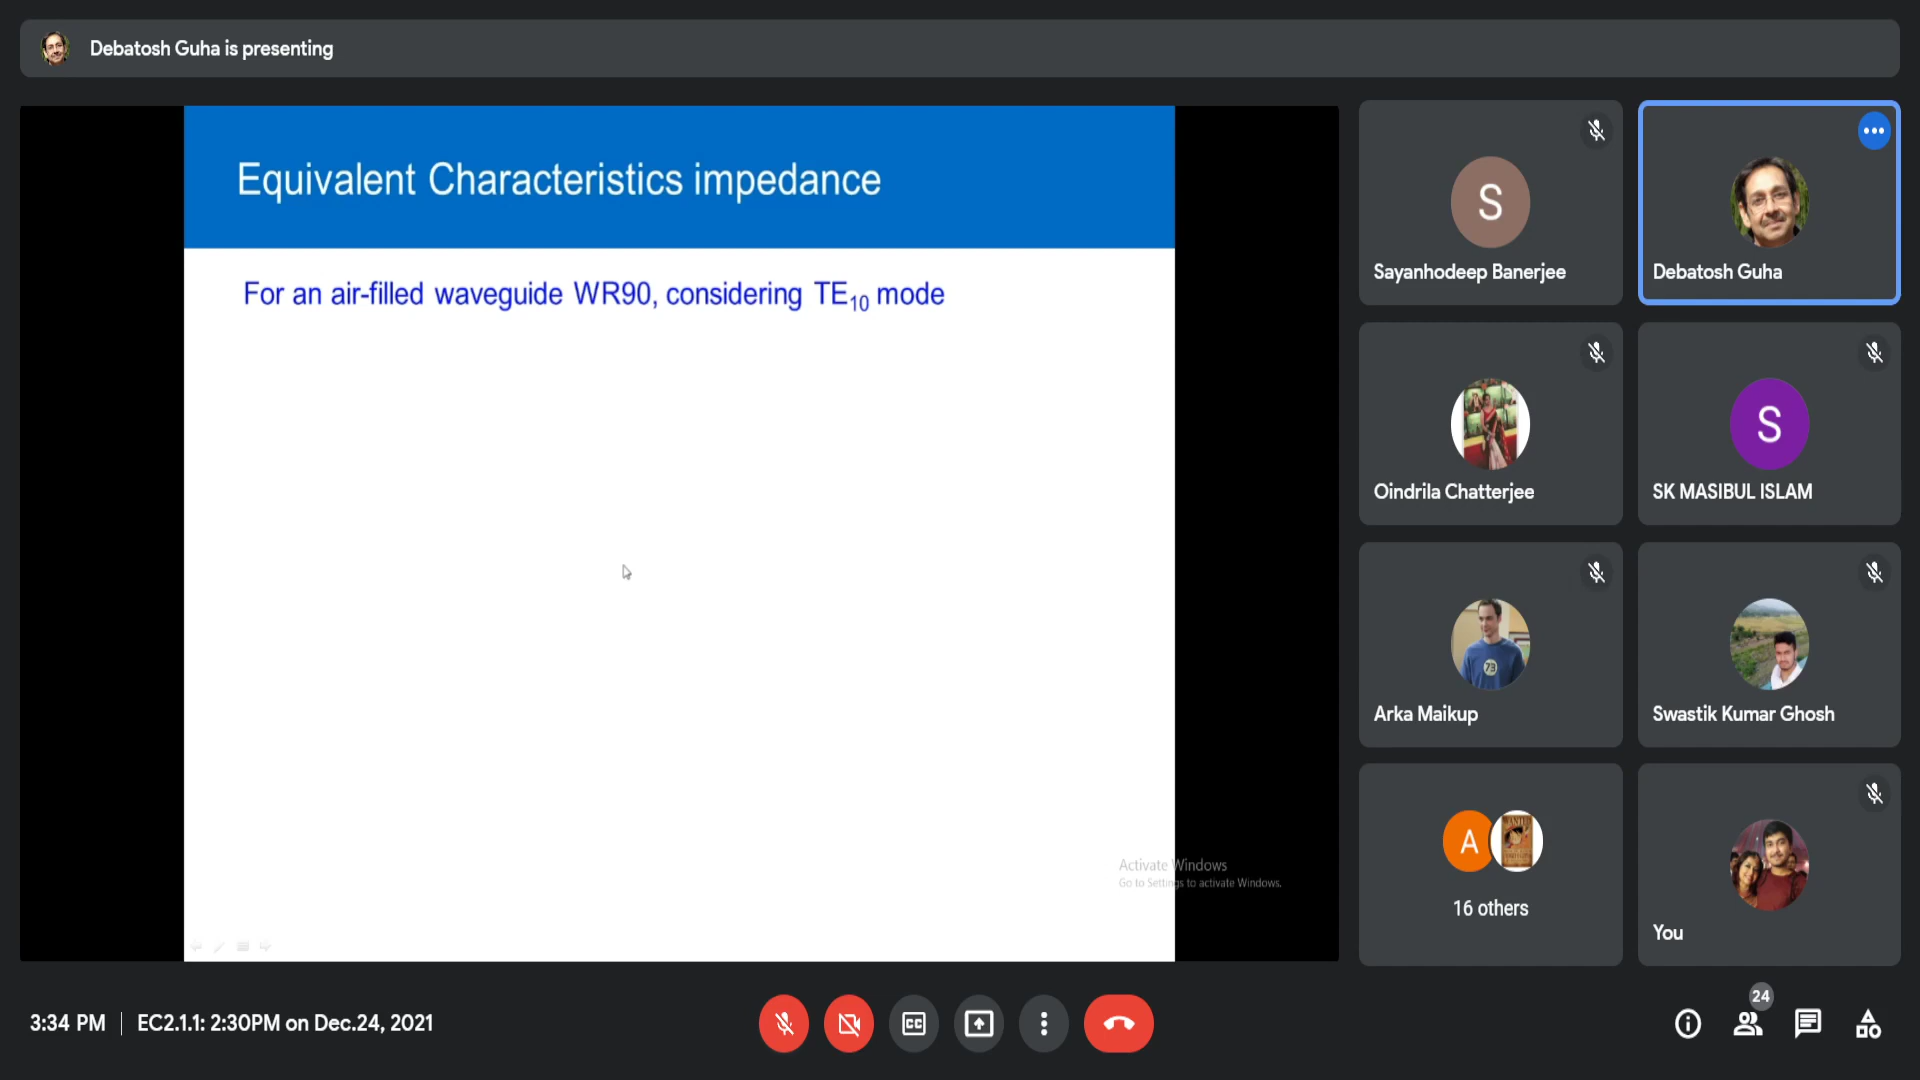 Debatosh Guha is presenting
Equivalent Characteristics impedance
For an air-filled waveguide WR90, considering TE10 mode
Activate Windows
Go to Settings to activate Windows.
S
Sayanhodeep Banerjee
Debatosh Guha
Oindrila Chatterjee
S
SK MASIBUL ISLAM
73
Arka Maikup
Swastik Kumar Ghosh
A
16 others
You
3:34 PM
EC2.1.1: 2:30PM on Dec.24, 2021
CC
24